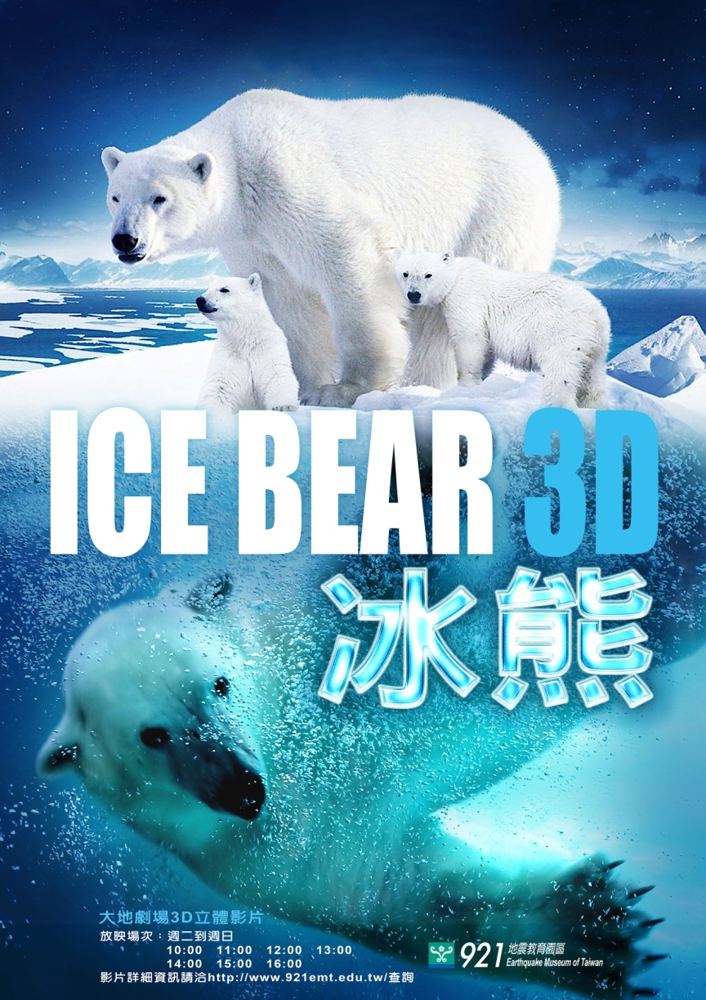 ICE BEAR 3D
冰熊
大地劇場3D立體影片
放映場次：週二到週日
10:00 11:00 12:00 13:00
14:00 15:00 16:00
影片詳細資訊請洽http://www.921emt.edu.tw/查詢
921 地震教育園區
Earthquake Museum of Taiwan